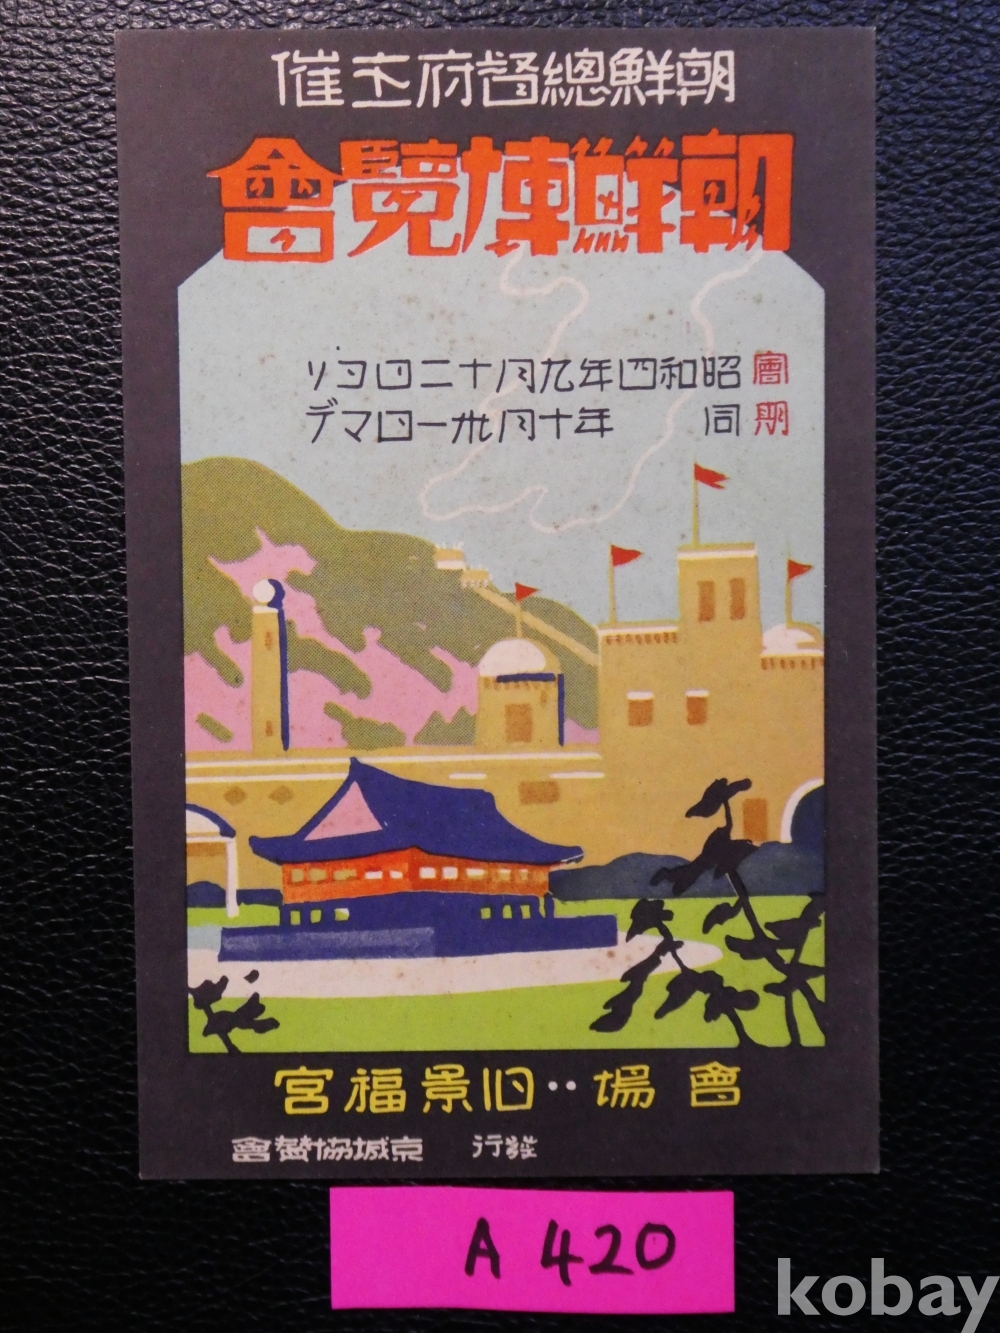 朝鮮總督府主催
朝鮮博覽會
會期
昭和四年九月十二日ヨリ
同 年十月卅一日マデ
會場‥旧景福宮
發行 京城協贊會
A 420
kobay